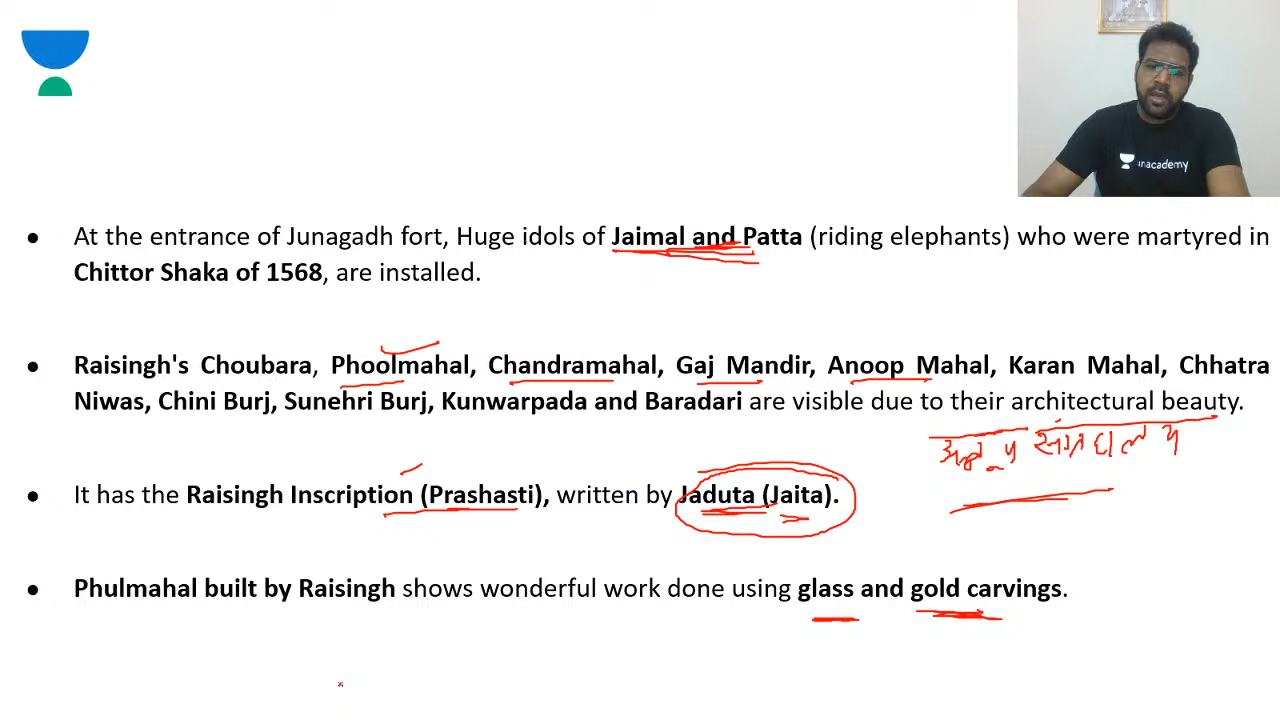 unacademy
● At the entrance of Junagadh fort, Huge idols of Jaimal and Patta (riding elephants) who were martyred in
Chittor Shaka of 1568, are installed.
● Raisingh's Choubara, Phoolmahal, Chandramahal, Gaj Mandir, Anoop Mahal, Karan Mahal, Chhatra
Niwas, Chini Burj, Sunehri Burj, Kunwarpada and Baradari are visible due to their architectural beauty.
अनूप संग्रहालय
● It has the Raisingh Inscription (Prashasti), written by Jaduta (Jaita).
● Phulmahal built by Raisingh shows wonderful work done using glass and gold carvings.